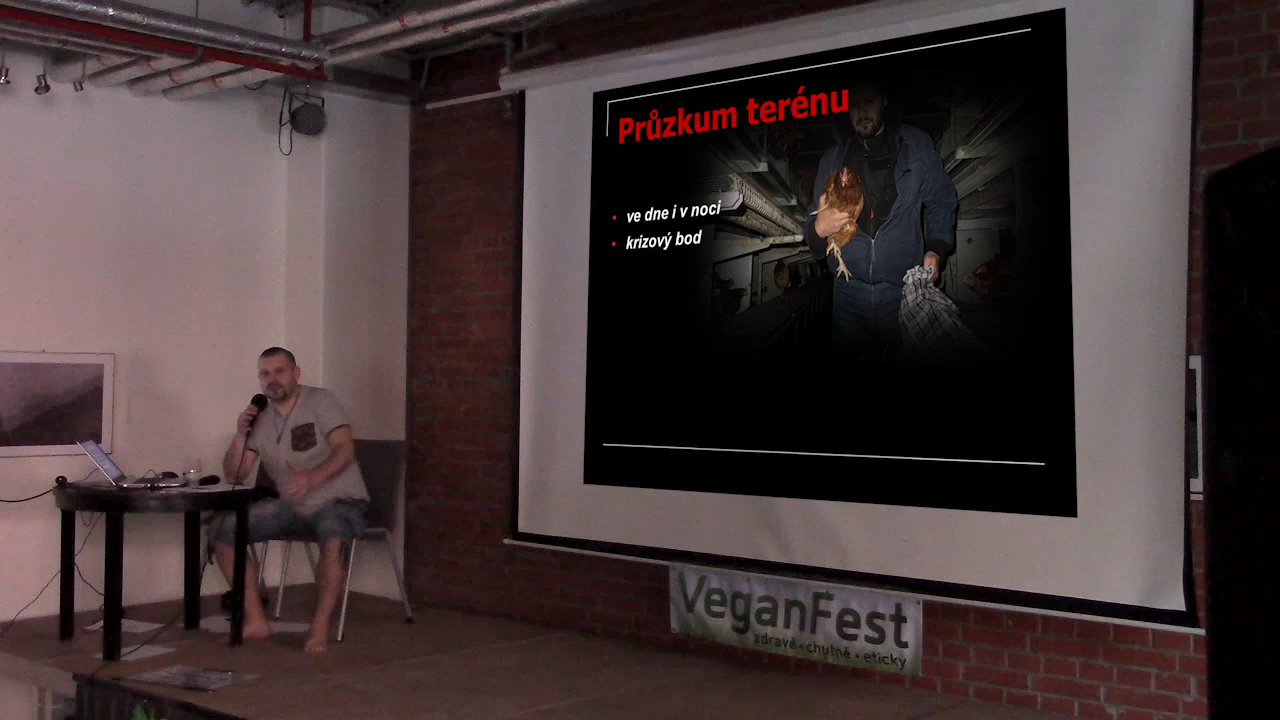 Průzkum terénu
ve dne i v noci
krizový bod
VeganFest
zdravě • chutně • eticky